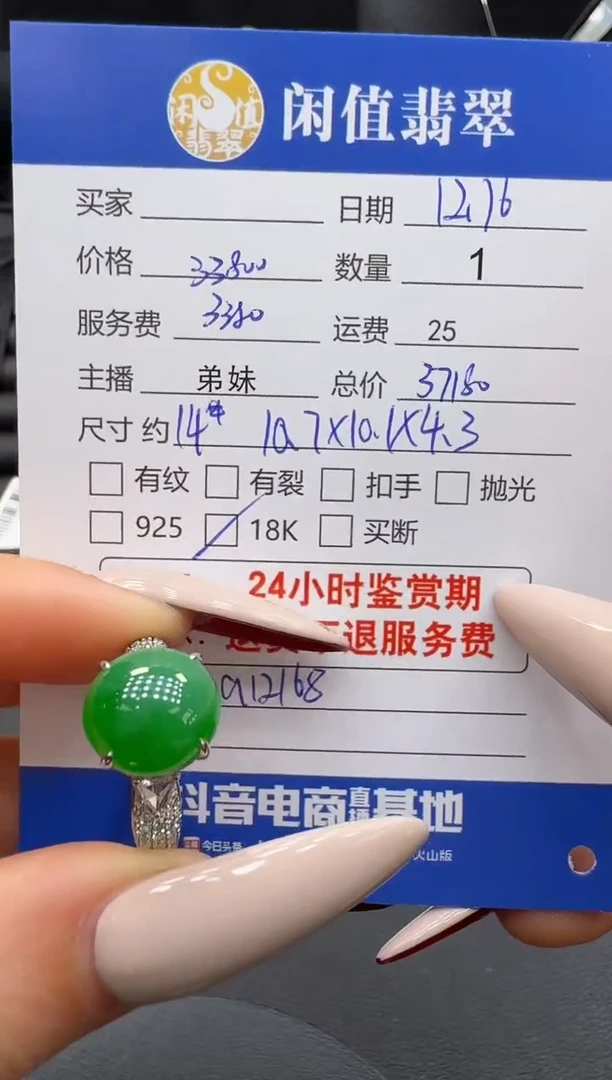 闲值翡翠
闲值翡翠
买家 日期 12.16
价格 33800 数量 1
服务费 3380 运费 25
主播 弟妹 总价 37180
尺寸 约 14# 10.7X10.1X4.3
有纹 有裂 扣手 抛光
925 18K 买断
24小时鉴赏期
退服务费
912168
抖音电商直播基地
今日头条 火山版